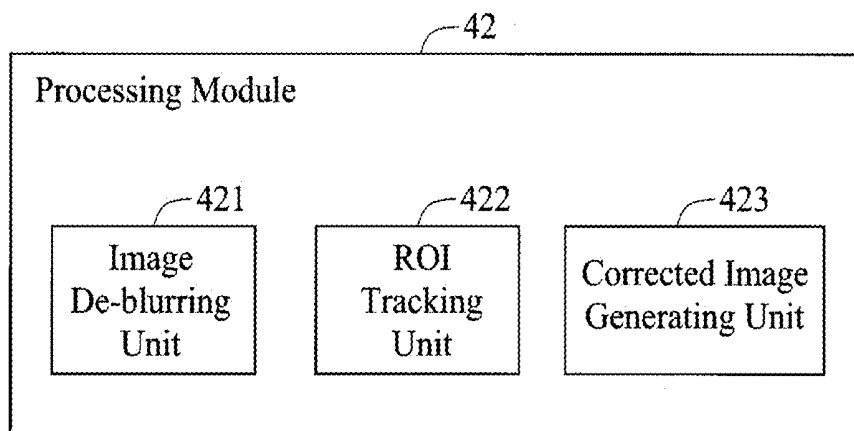 42
Processing Module
421
422
423
Image
De-blurring
Unit
ROI
Tracking
Unit
Corrected Image
Generating Unit